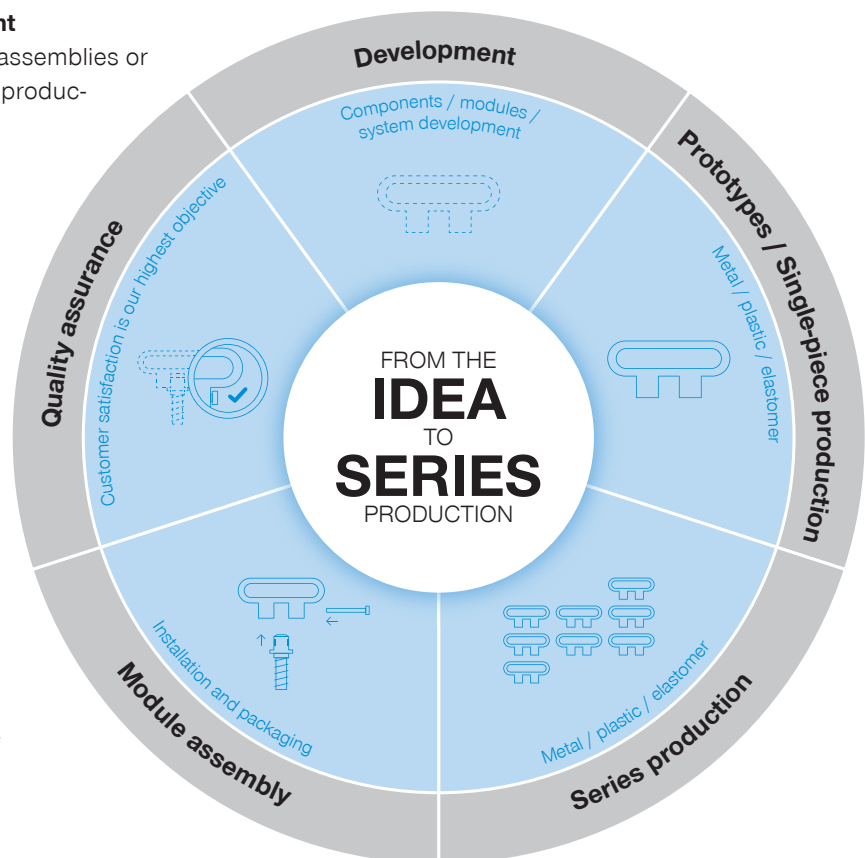 nt
assemblies or
produc-
Development
Components / modules /
system development
Prototypes / Single-piece production
Metal / plastic / elastomer
Series production
Metal / plastic / elastomer
Module assembly
Installation and packaging
Quality assurance
Customer satisfaction is our highest objective
FROM THE
IDEA
TO
SERIES
PRODUCTION